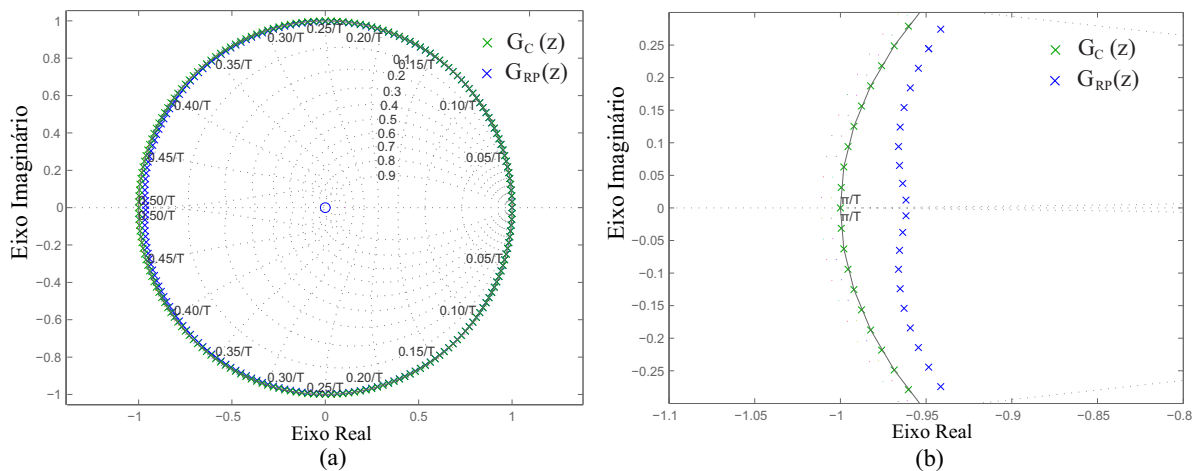 Eixo Imaginário
1
0.8
0.6
0.4
0.2
0
−0.2
−0.4
−0.6
−0.8
−1
−1
−0.5
0
0.5
1
Eixo Real
(a)
0.25/T
0.30/T
0.20/T
0.35/T
0.15/T
0.40/T
0.10/T
0.45/T
0.05/T
0.50/T
0.50/T
0.45/T
0.05/T
0.40/T
0.10/T
0.35/T
0.15/T
0.30/T
0.20/T
0.25/T
0.1
0.2
0.3
0.4
0.5
0.6
0.7
0.8
0.9
G_C (z)
G_RP(z)
Eixo Imaginário
0.25
0.2
0.15
0.1
0.05
0
−0.05
−0.1
−0.15
−0.2
−0.25
−1.1
−1.05
−1
−0.95
−0.9
−0.85
−0.8
Eixo Real
(b)
π/T
π/T
G_C (z)
G_RP(z)